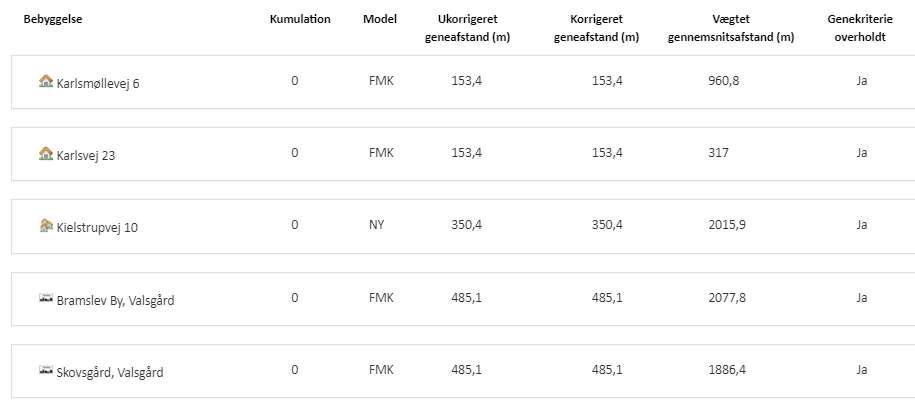 Bebyggelse Kumulation Model Ukorrigeret geneafstand (m) Korrigeret geneafstand (m) Vægtet gennemsnitsafstand (m) Genekriterie overholdt
Karlsmøllevej 6 0 FMK 153,4 153,4 960,8 Ja
Karlsvej 23 0 FMK 153,4 153,4 317 Ja
Kielstrupvej 10 0 NY 350,4 350,4 2015,9 Ja
Bramslev By, Valsgård 0 FMK 485,1 485,1 2077,8 Ja
Skovsgård, Valsgård 0 FMK 485,1 485,1 1886,4 Ja